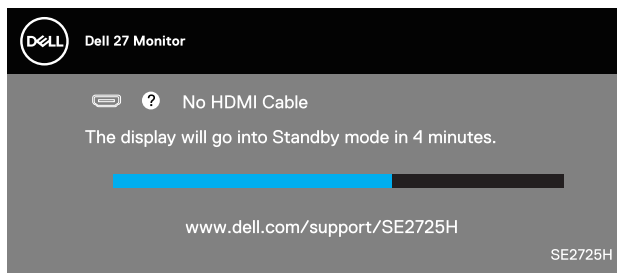 DELL
Dell 27 Monitor
? No HDMI Cable
The display will go into Standby mode in 4 minutes.
www.dell.com/support/SE2725H
SE2725H